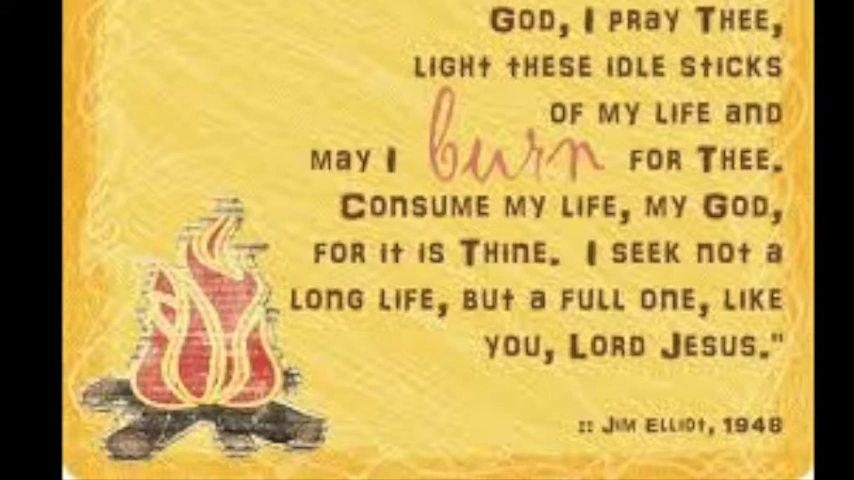 God, I pray Thee,
light these idle sticks
of my life and
may I burn for Thee.
Consume my life, my God,
for it is Thine. I seek not a
long life, but a full one, like
you, Lord Jesus."
:: Jim Elliot, 1948